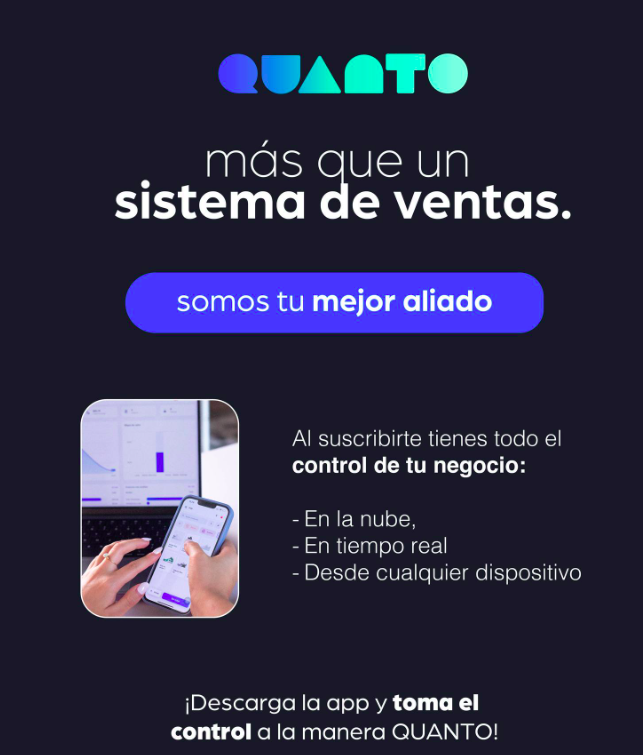 QUANTO
más que un
sistema de ventas.
somos tu mejor aliado
Al suscribirte tienes todo el
control de tu negocio:
- En la nube,
- En tiempo real
- Desde cualquier dispositivo
¡Descarga la app y toma el
control a la manera QUANTO!